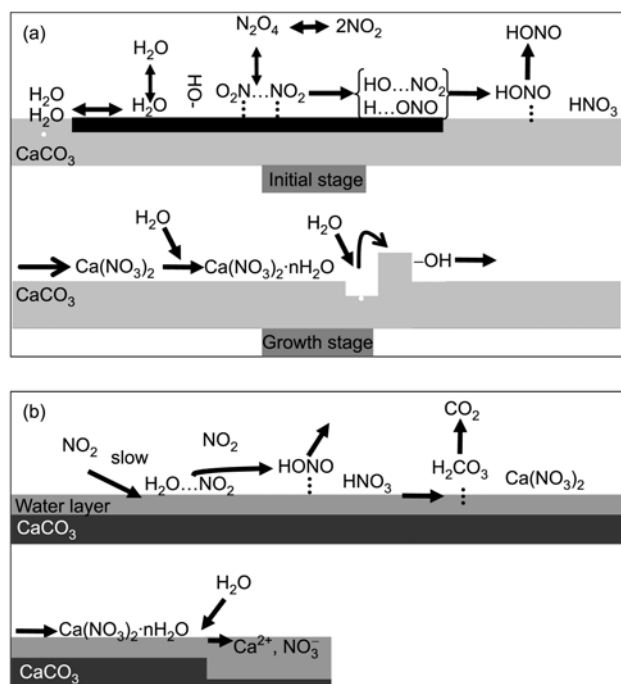 (a)
N₂O₄ 2NO₂
HONO
H₂O
HO-
H₂O
H₂O
H₂O
O₂N...NO₂
HO...NO₂
H...ONO
HONO
HNO₃
CaCO₃
Initial stage
H₂O
H₂O
Ca(NO₃)₂
Ca(NO₃)₂·nH₂O
–OH
CaCO₃
Growth stage
(b)
CO₂
NO₂
slow
NO₂
H₂O...NO₂
HONO
HNO₃
H₂CO₃
Ca(NO₃)₂
Water layer
CaCO₃
H₂O
Ca(NO₃)₂·nH₂O
Ca²⁺, NO₃⁻
CaCO₃